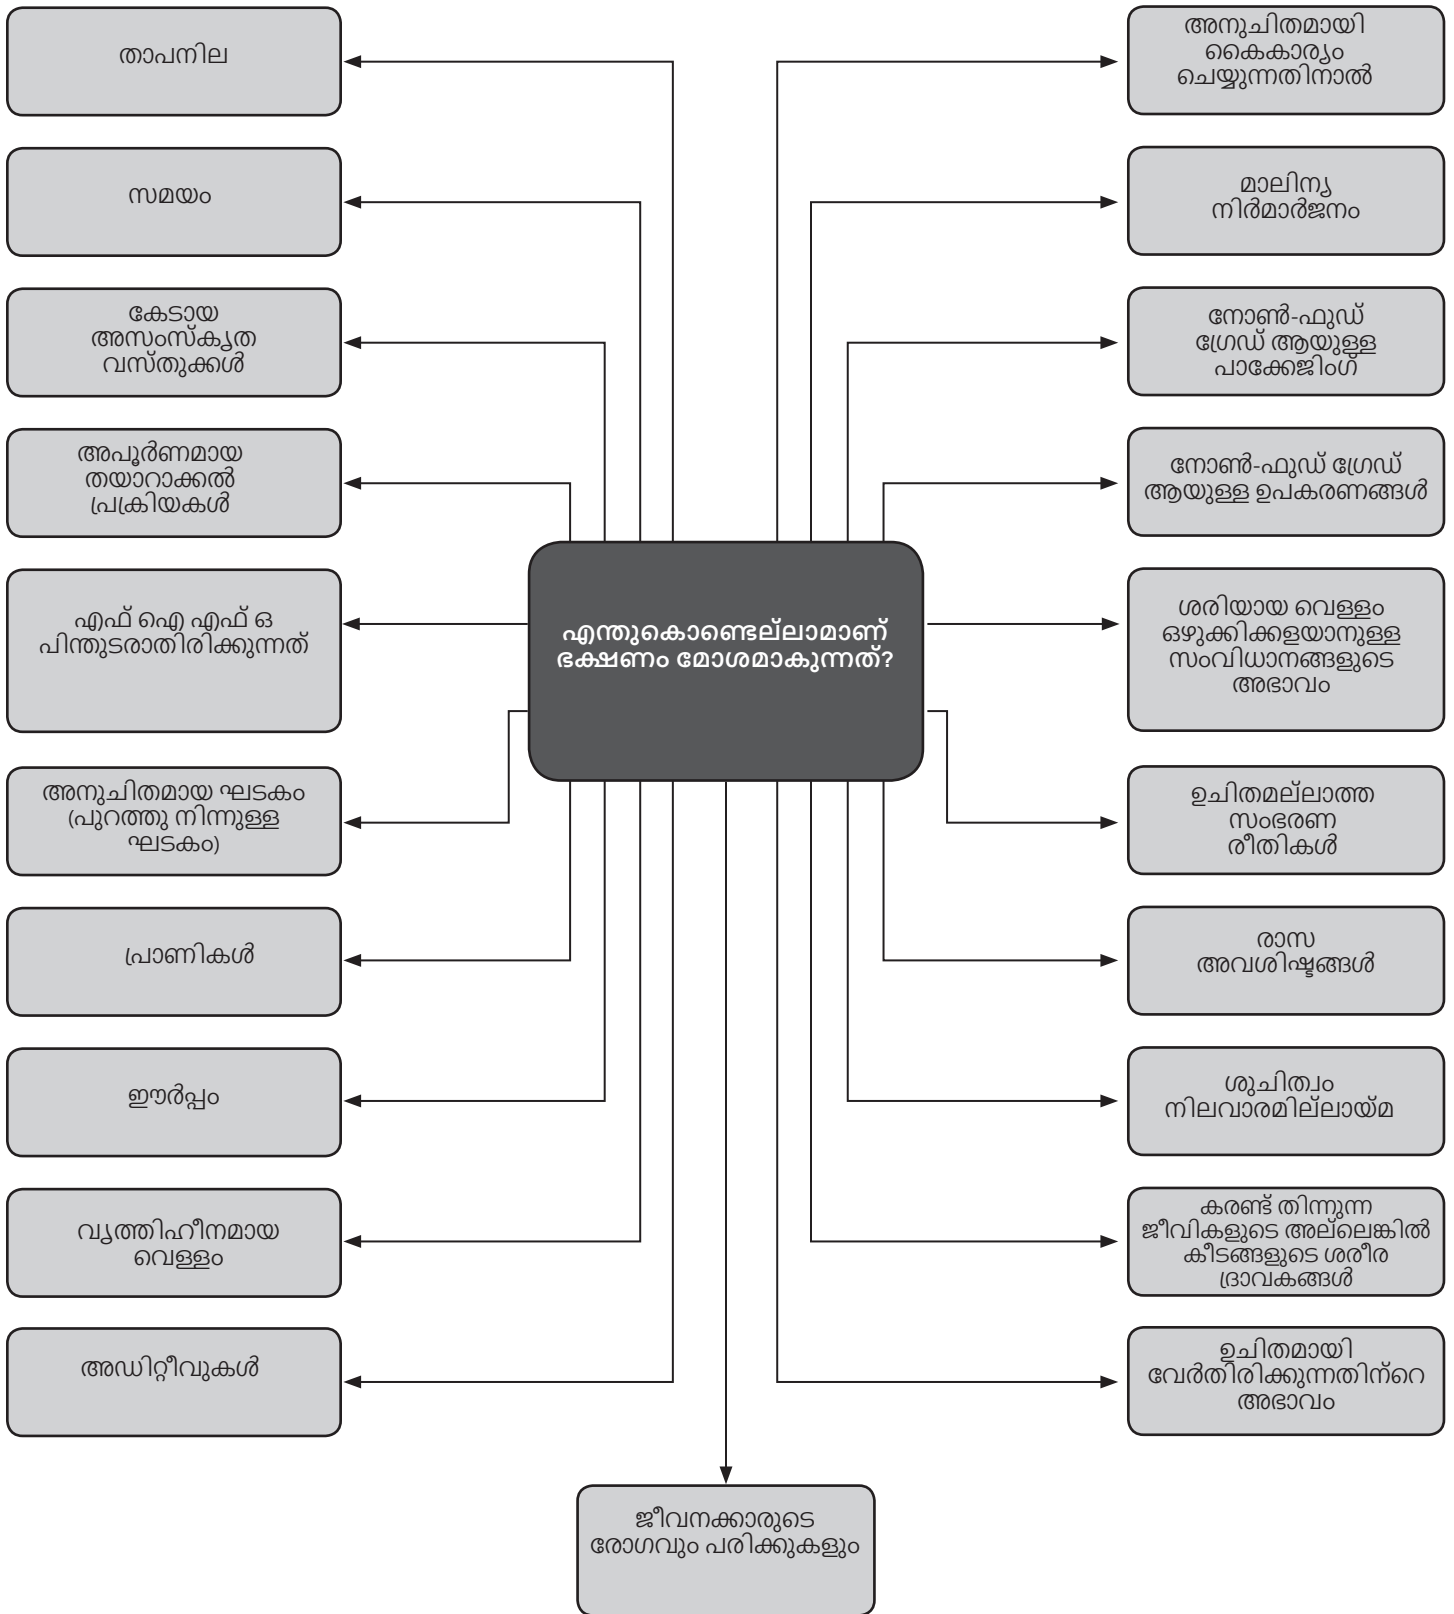 താപനില
സമയം
കേടായ
അസംസ്കൃത
വസ്തുക്കൾ
അപൂർണമായ
തയാറാക്കൽ
പ്രക്രിയകൾ
എഫ് ഐ എഫ് ഒ
പിന്തുടരാതിരിക്കുന്നത്
അനുചിതമായ ഘടകം
(പുറത്തു നിന്നുള്ള
ഘടകം)
പ്രാണികൾ
ഈർപ്പം
വൃത്തിഹീനമായ
വെള്ളം
അഡിറ്റീവുകൾ
എന്തുകൊണ്ടെല്ലാമാണ്
ഭക്ഷണം മോശമാകുന്നത്?
അനുചിതമായി
കൈകാര്യം
ചെയ്യുന്നതിനാൽ
മാലിന്യ
നിർമാർജനം
നോൺ-ഫുഡ്
ഗ്രേഡ് ആയുള്ള
പാക്കേജിംഗ്
നോൺ-ഫുഡ് ഗ്രേഡ്
ആയുള്ള ഉപകരണങ്ങൾ
ശരിയായ വെള്ളം
ഒഴുക്കിക്കളയാനുള്ള
സംവിധാനങ്ങളുടെ
അഭാവം
ഉചിതമല്ലാത്ത
സംഭരണ
രീതികൾ
രാസ
അവശിഷ്ടങ്ങൾ
ശുചിത്വം
നിലവാരമില്ലായ്മ
കരണ്ട് തിന്നുന്ന
ജീവികളുടെ അല്ലെങ്കിൽ
കീടങ്ങളുടെ ശരീര
ദ്രാവകങ്ങൾ
ഉചിതമായി
വേർതിരിക്കുന്നതിന്റെ
അഭാവം
ജീവനക്കാരുടെ
രോഗവും പരിക്കുകളും